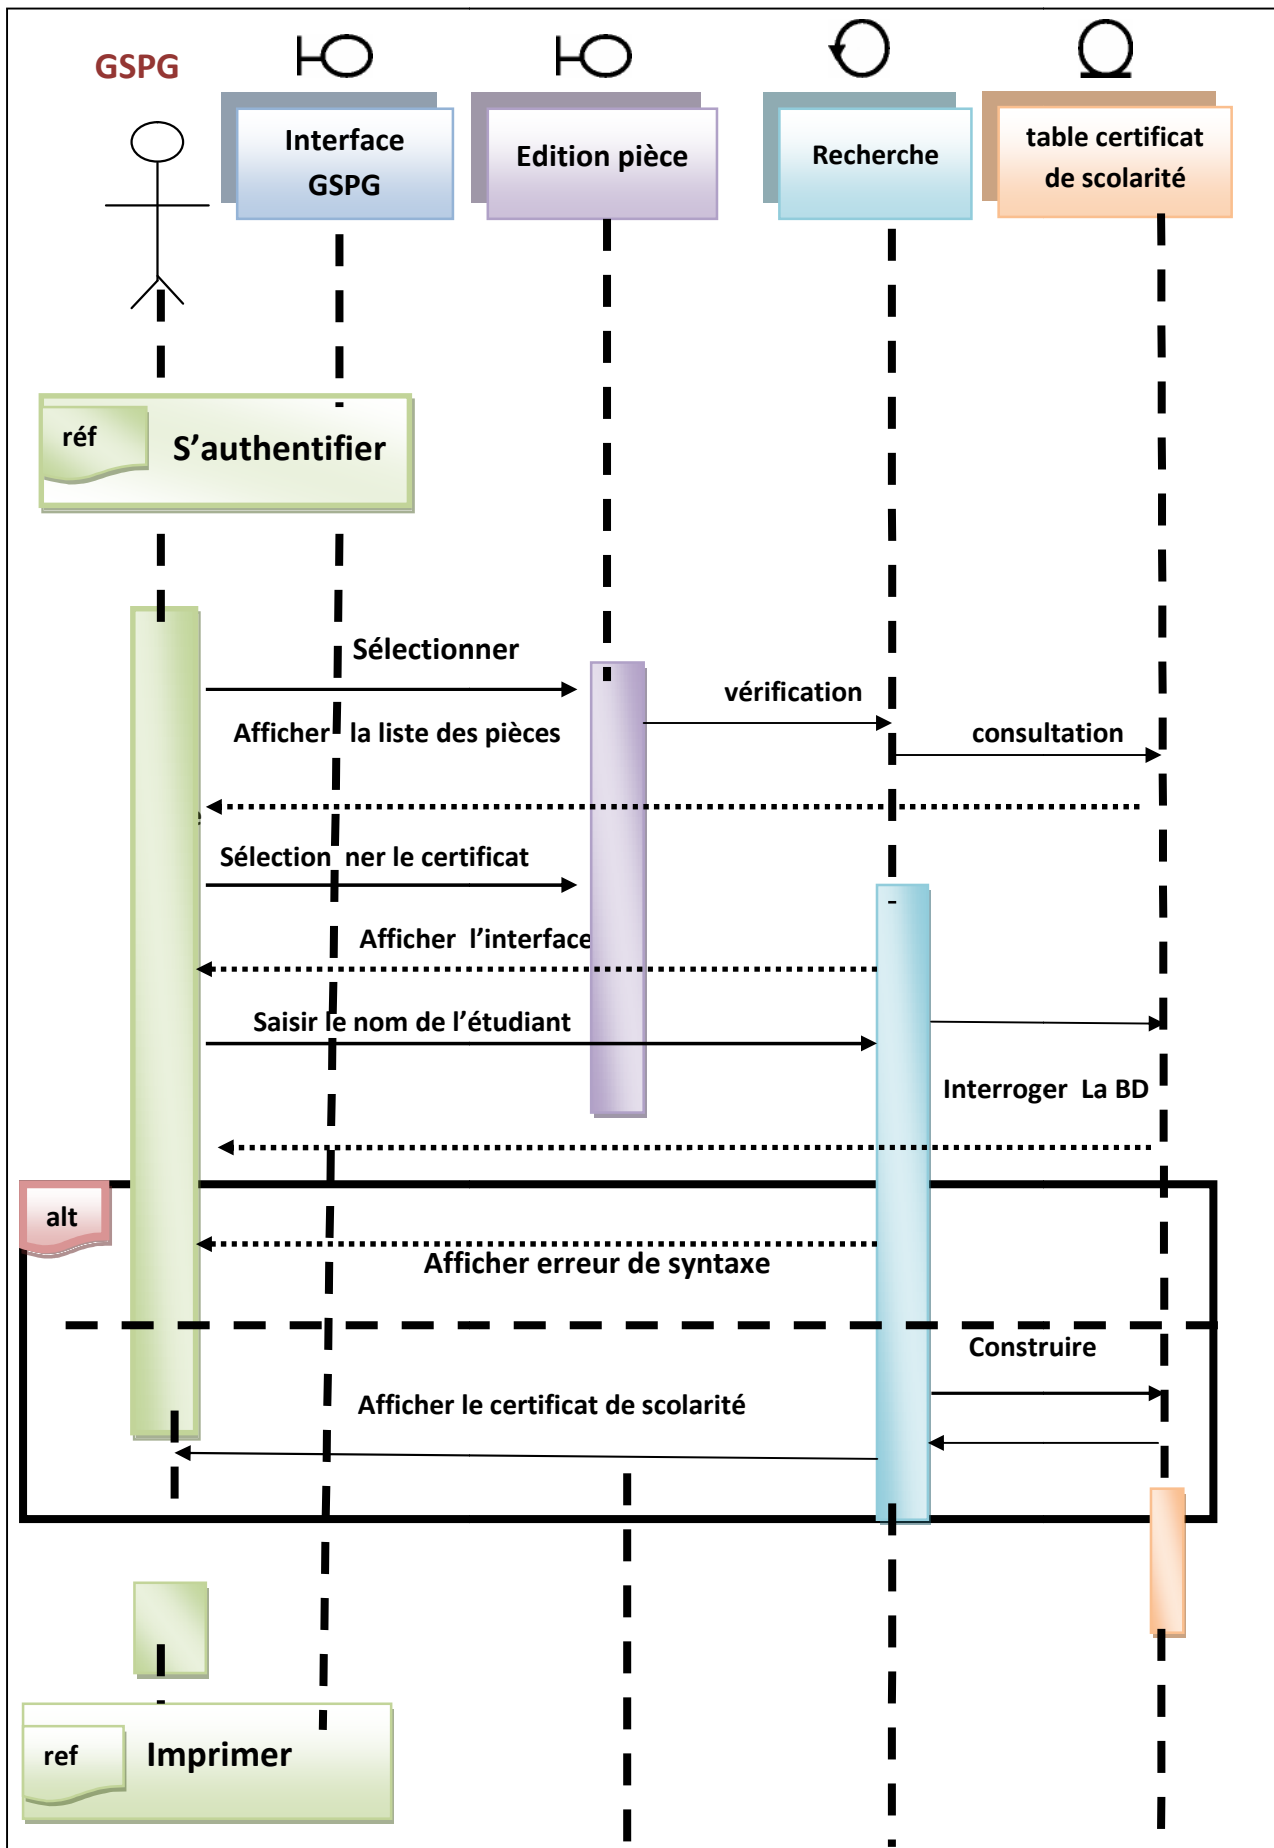 GSPG
Interface
GSPG
Edition pièce
Recherche
table certificat
de scolarité
réf
S'authentifier
Sélectionner
vérification
Afficher la liste des pièces
consultation
e
Sélection ner le certificat
Afficher l'interface
Saisir le nom de l'étudiant
Interroger La BD
alt
Afficher erreur de syntaxe
Construire
Afficher le certificat de scolarité
ref
Imprimer